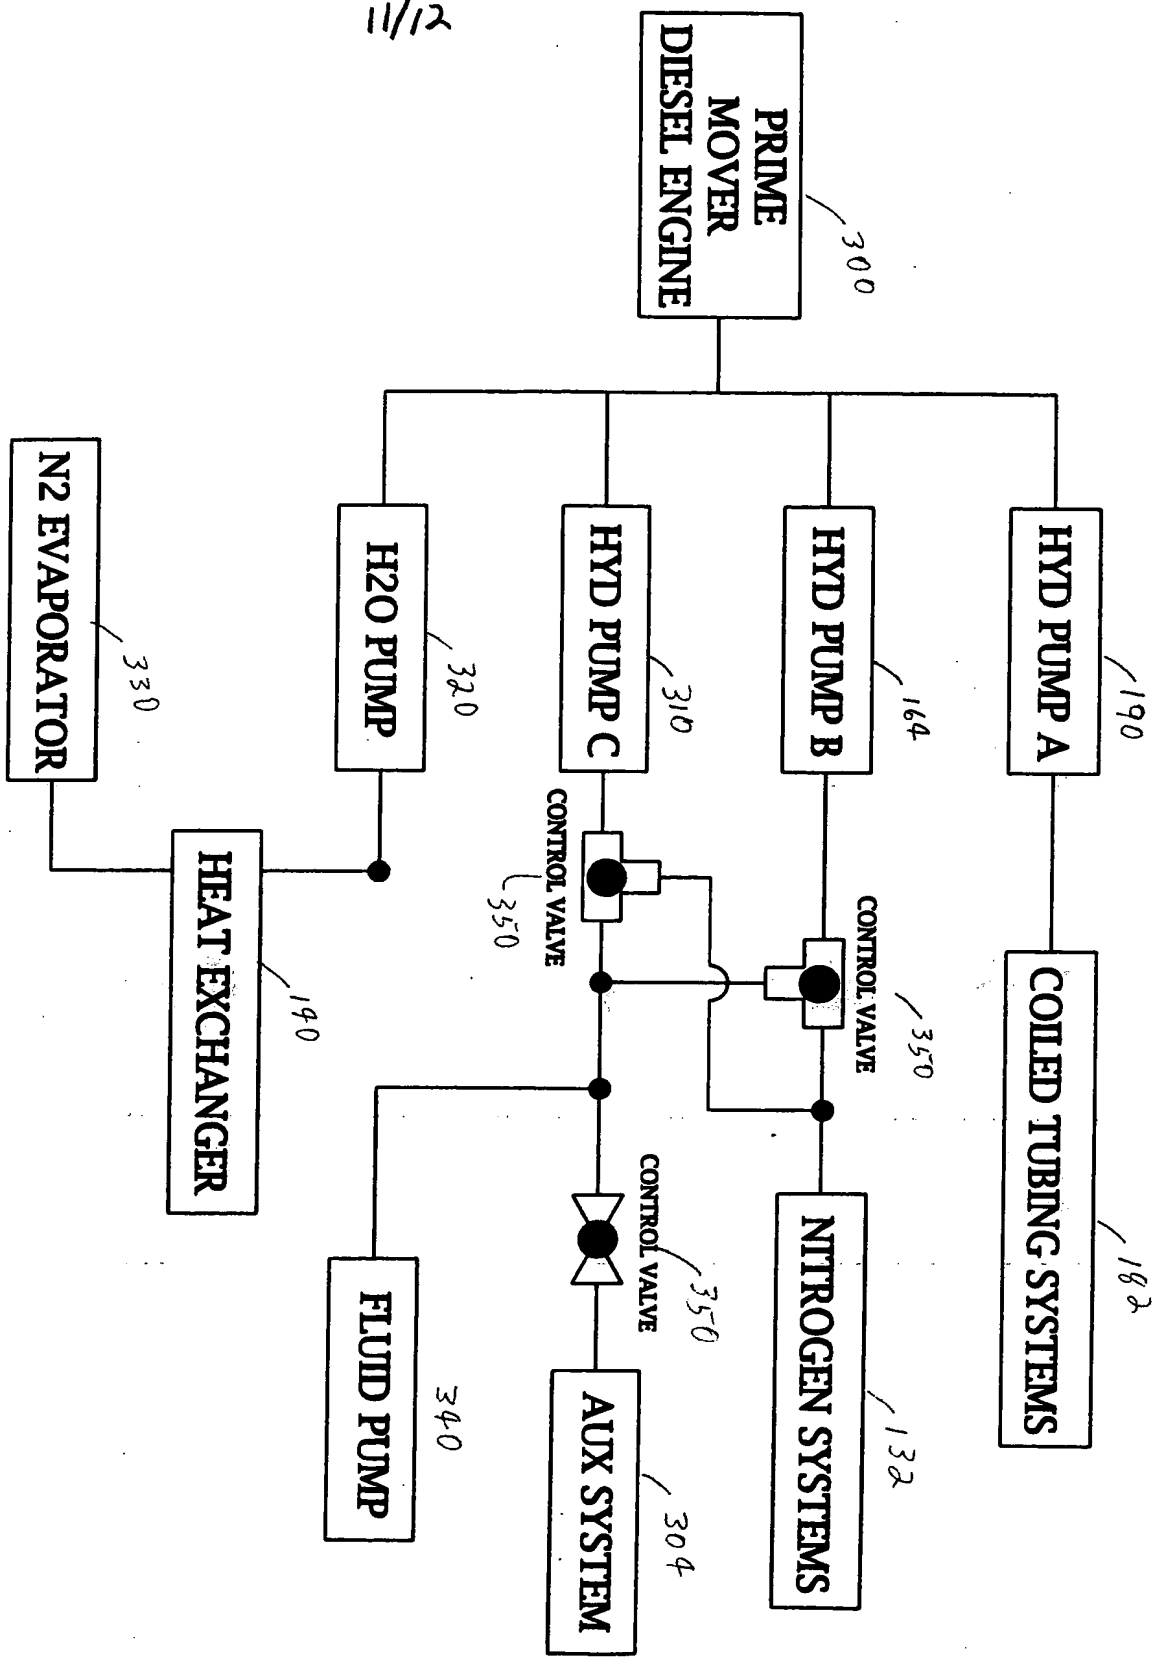 11/12
PRIME
MOVER
DIESEL ENGINE
300
HYD PUMP A
190
COILED TUBING SYSTEMS
182
HYD PUMP B
164
CONTROL VALVE
350
NITROGEN SYSTEMS
132
HYD PUMP C
310
CONTROL VALVE
350
CONTROL VALVE
350
AUX SYSTEM
304
H2O PUMP
320
FLUID PUMP
340
HEAT EXCHANGER
140
N2 EVAPORATOR
330